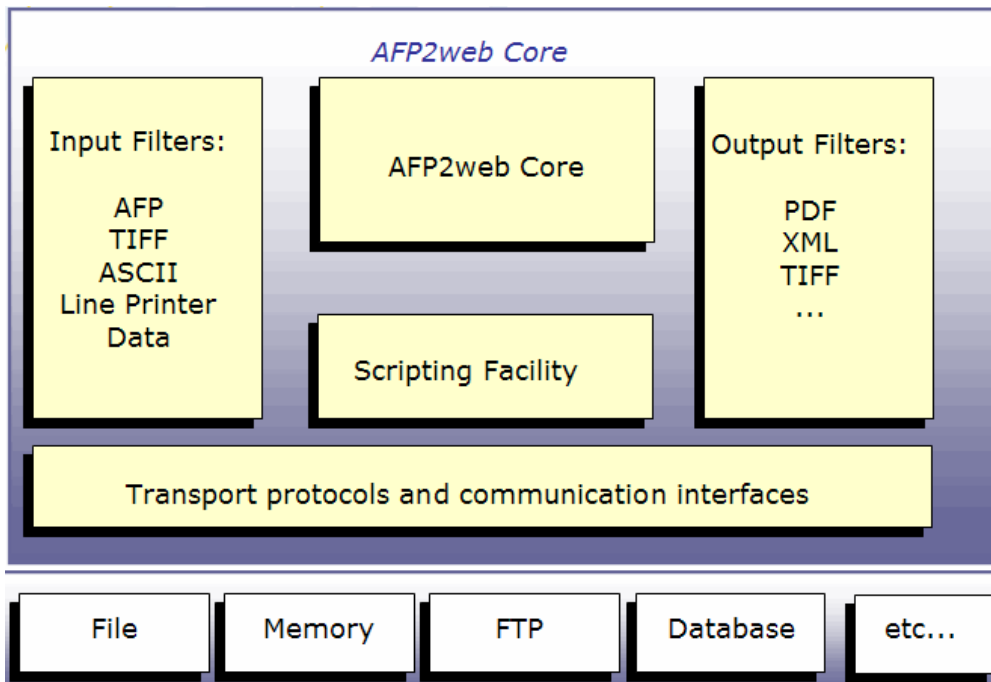 AFP2web Core
Input Filters:
AFP
TIFF
ASCII
Line Printer
Data
AFP2web Core
Scripting Facility
Output Filters:
PDF
XML
TIFF
...
Transport protocols and communication interfaces
File
Memory
FTP
Database
etc...